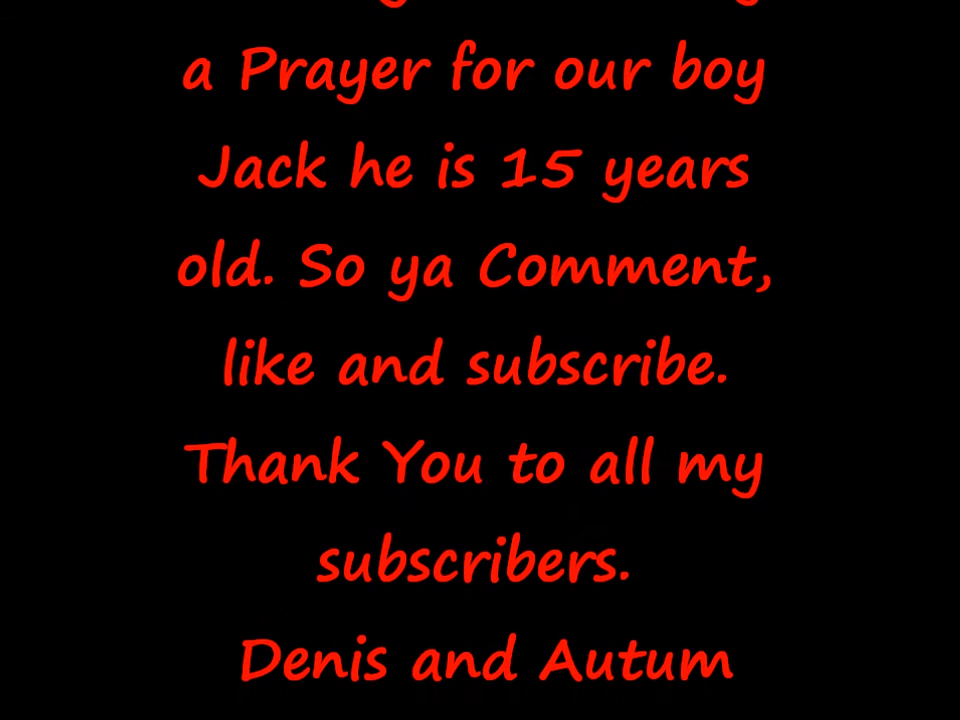 a Prayer for our boy
Jack he is 15 years
old. So ya Comment,
like and subscribe.
Thank You to all my
subscribers.
Denis and Autum